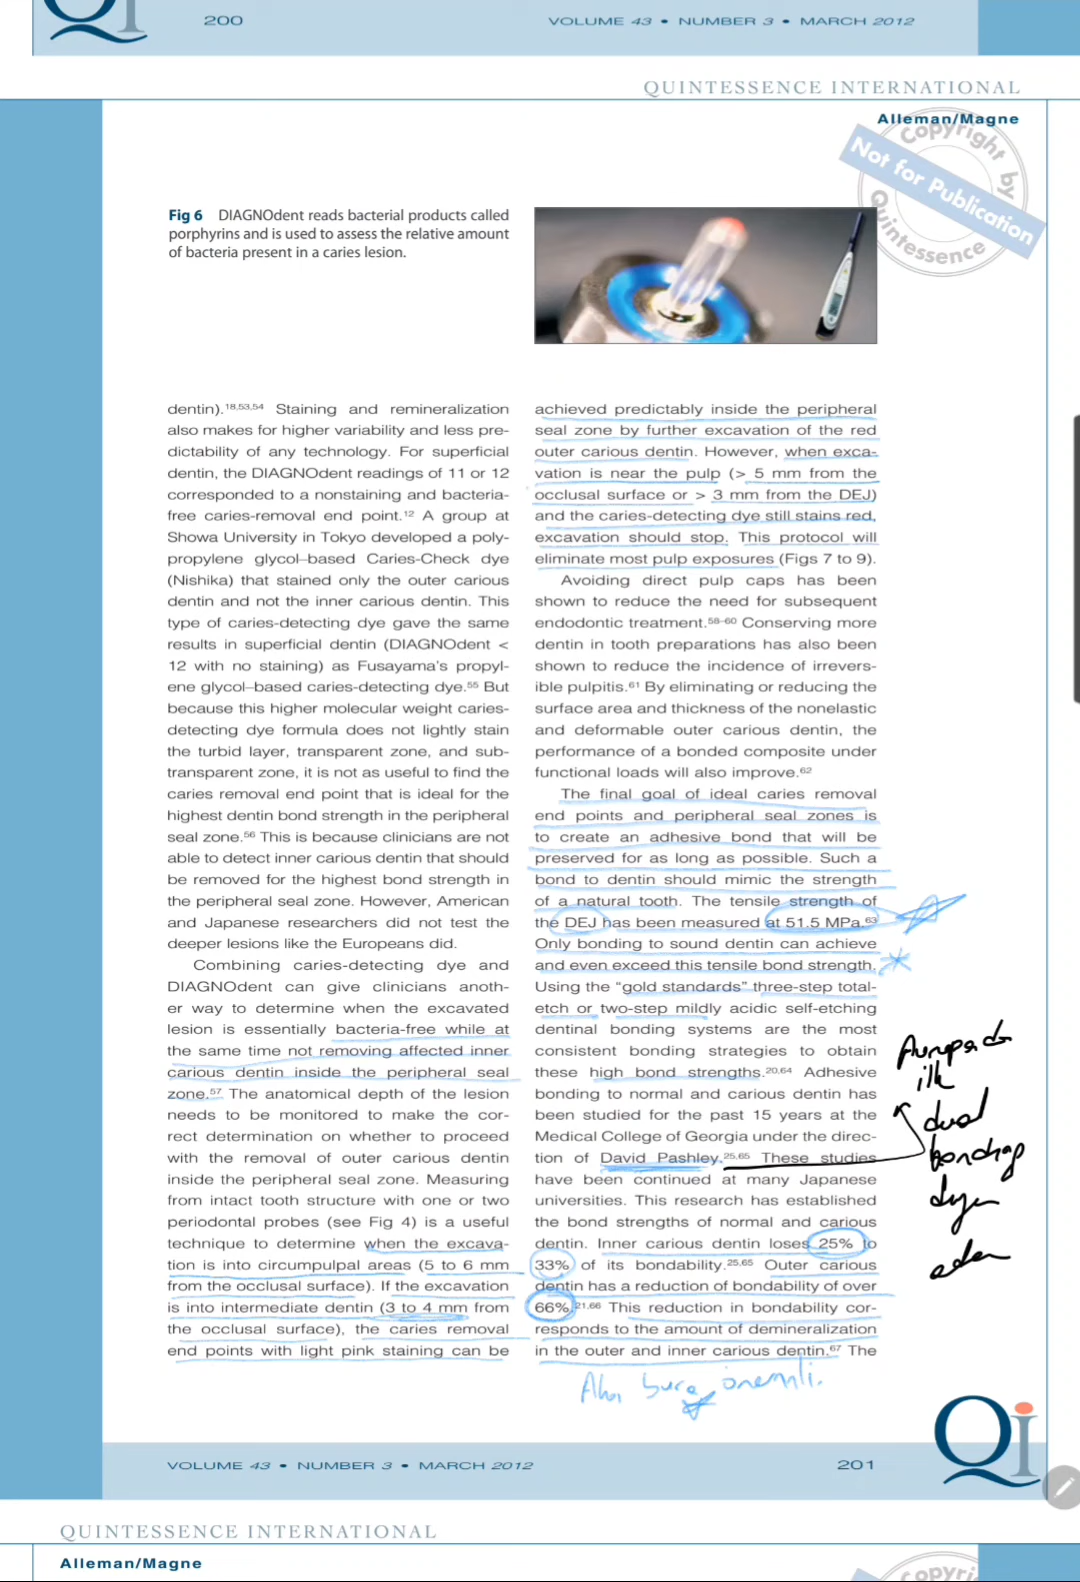 200
VOLUME 43 • NUMBER 3 • MARCH 2012
QUINTESSENCE INTERNATIONAL
Alleman/Magne
Copyright by
Not for Publication
Quintessence
Fig 6 DIAGNOdent reads bacterial products called
porphyrins and is used to assess the relative amount
of bacteria present in a caries lesion.
dentin).18,53,54 Staining and remineralization
also makes for higher variability and less pre-
dictability of any technology. For superficial
dentin, the DIAGNOdent readings of 11 or 12
corresponded to a nonstaining and bacteria-
free caries-removal end point.12 A group at
Showa University in Tokyo developed a poly-
propylene glycol–based Caries-Check dye
(Nishika) that stained only the outer carious
dentin and not the inner carious dentin. This
type of caries-detecting dye gave the same
results in superficial dentin (DIAGNOdent <
12 with no staining) as Fusayama's propyl-
ene glycol–based caries-detecting dye.55 But
because this higher molecular weight caries-
detecting dye formula does not lightly stain
the turbid layer, transparent zone, and sub-
transparent zone, it is not as useful to find the
caries removal end point that is ideal for the
highest dentin bond strength in the peripheral
seal zone.56 This is because clinicians are not
able to detect inner carious dentin that should
be removed for the highest bond strength in
the peripheral seal zone. However, American
and Japanese researchers did not test the
deeper lesions like the Europeans did.
Combining caries-detecting dye and
DIAGNOdent can give clinicians anoth-
er way to determine when the excavated
lesion is essentially bacteria-free while at
the same time not removing affected inner
carious dentin inside the peripheral seal
zone.57 The anatomical depth of the lesion
needs to be monitored to make the cor-
rect determination on whether to proceed
with the removal of outer carious dentin
inside the peripheral seal zone. Measuring
from intact tooth structure with one or two
periodontal probes (see Fig 4) is a useful
technique to determine when the excava-
tion is into circumpulpal areas (5 to 6 mm
from the occlusal surface). If the excavation
is into intermediate dentin (3 to 4 mm from
the occlusal surface), the caries removal
end points with light pink staining can be
achieved predictably inside the peripheral
seal zone by further excavation of the red
outer carious dentin. However, when exca-
vation is near the pulp (> 5 mm from the
occlusal surface or > 3 mm from the DEJ)
and the caries-detecting dye still stains red,
excavation should stop. This protocol will
eliminate most pulp exposures (Figs 7 to 9).
Avoiding direct pulp caps has been
shown to reduce the need for subsequent
endodontic treatment.58–60 Conserving more
dentin in tooth preparations has also been
shown to reduce the incidence of irrevers-
ible pulpitis.61 By eliminating or reducing the
surface area and thickness of the nonelastic
and deformable outer carious dentin, the
performance of a bonded composite under
functional loads will also improve.62
The final goal of ideal caries removal
end points and peripheral seal zones is
to create an adhesive bond that will be
preserved for as long as possible. Such a
bond to dentin should mimic the strength
of a natural tooth. The tensile strength of
the DEJ has been measured at 51.5 MPa.63
Only bonding to sound dentin can achieve
and even exceed this tensile bond strength.
Using the "gold standards" three-step total-
etch or two-step mildly acidic self-etching
dentinal bonding systems are the most
consistent bonding strategies to obtain
these high bond strengths.20,64 Adhesive
bonding to normal and carious dentin has
been studied for the past 15 years at the
Medical College of Georgia under the direc-
tion of David Pashley.25,65 These studies
have been continued at many Japanese
universities. This research has established
the bond strengths of normal and carious
dentin. Inner carious dentin loses 25% to
33% of its bondability.25,65 Outer carious
dentin has a reduction of bondability of over
66%.21,66 This reduction in bondability cor-
responds to the amount of demineralization
in the outer and inner carious dentin.67 The
Avrupada
ilk
dual
bonding
diyen
adam
burası önemli.
VOLUME 43 • NUMBER 3 • MARCH 2012
201
Qi
QUINTESSENCE INTERNATIONAL
Alleman/Magne